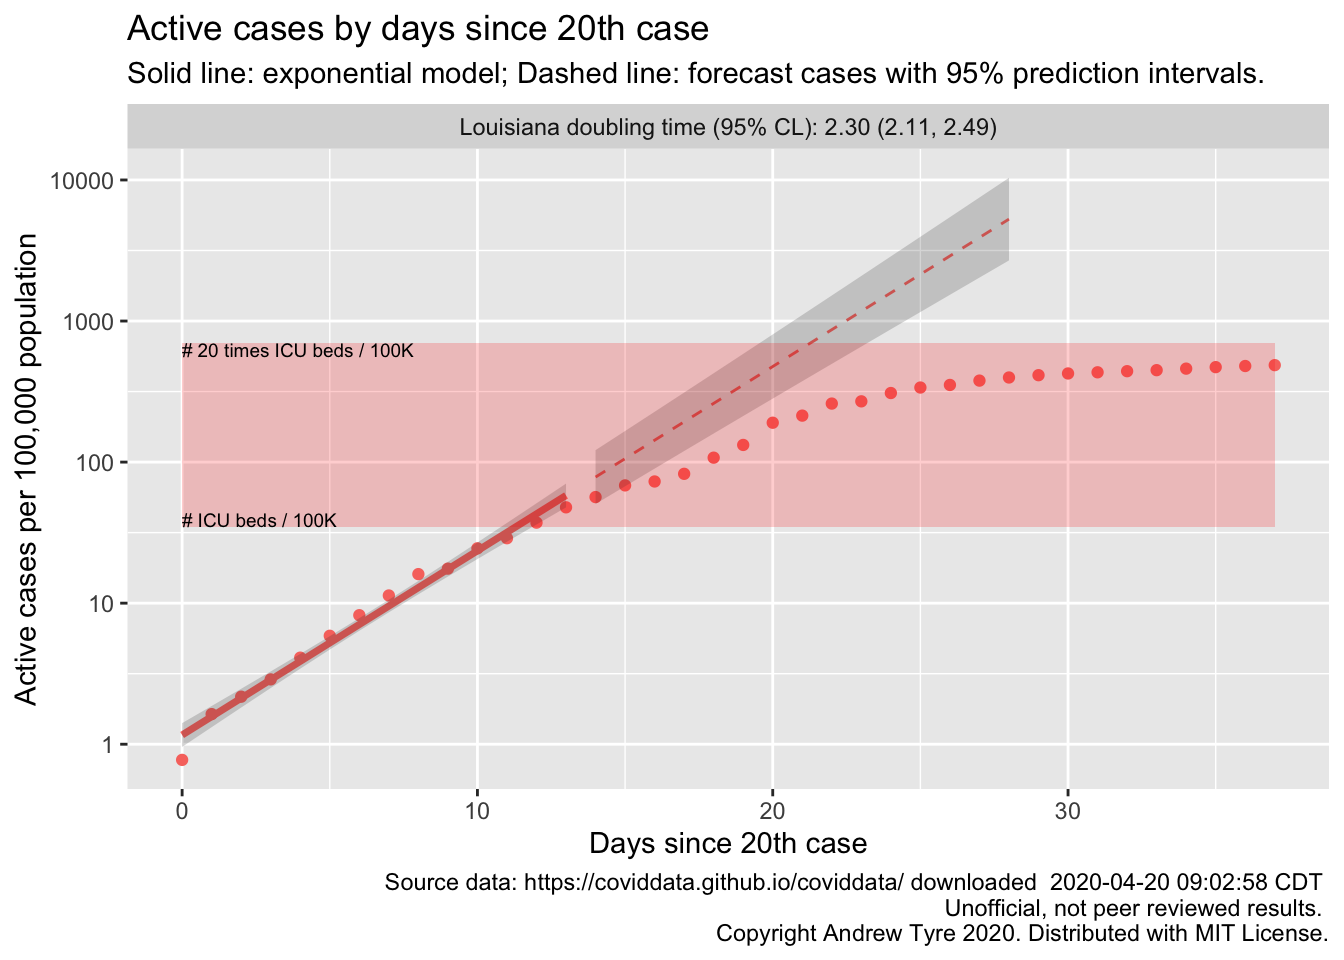 Active cases by days since 20th case
Solid line: exponential model; Dashed line: forecast cases with 95% prediction intervals.
Louisiana doubling time (95% CL): 2.30 (2.11, 2.49)
Active cases per 100,000 population
10000
1000
100
10
1
# 20 times ICU beds / 100K
# ICU beds / 100K
0
10
20
30
Days since 20th case
Source data: https://coviddata.github.io/coviddata/ downloaded  2020-04-20 09:02:58 CDT
Unofficial, not peer reviewed results.
Copyright Andrew Tyre 2020. Distributed with MIT License.